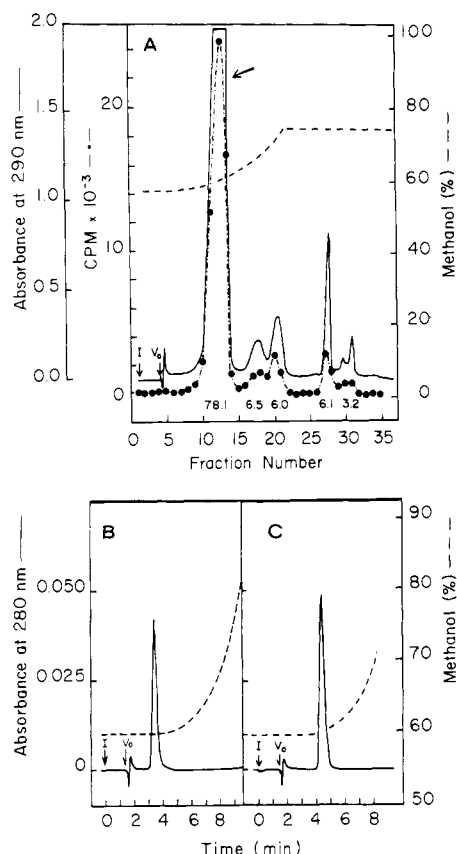 A
Absorbance at 290 nm ——
2.0
1.5
1.0
0.5
0.0
CPM × 10⁻³ —•—
20
10
0
Methanol (%) – – –
100
80
60
40
20
0
I
V₀
78.1
6.5
6.0
6.1
3.2
0 5 10 15 20 25 30 35
Fraction Number
B
C
Absorbance at 280 nm ——
0.050
0.025
0
Methanol (%) – – –
90
80
70
60
50
I
V₀
I
V₀
0 2 4 6 8
0 2 4 6 8
Time (min)